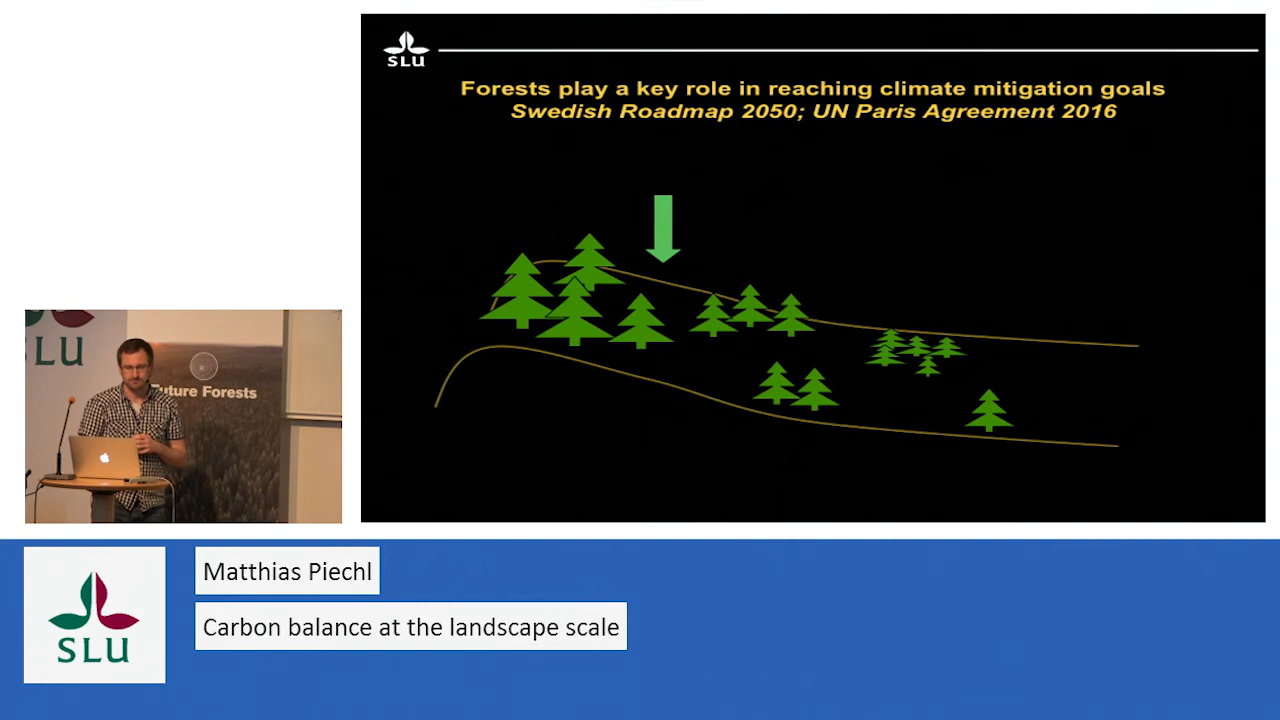 SLU
Forests play a key role in reaching climate mitigation goals
Swedish Roadmap 2050; UN Paris Agreement 2016
SLU
Future Forests
SLU
Matthias Piechl
Carbon balance at the landscape scale